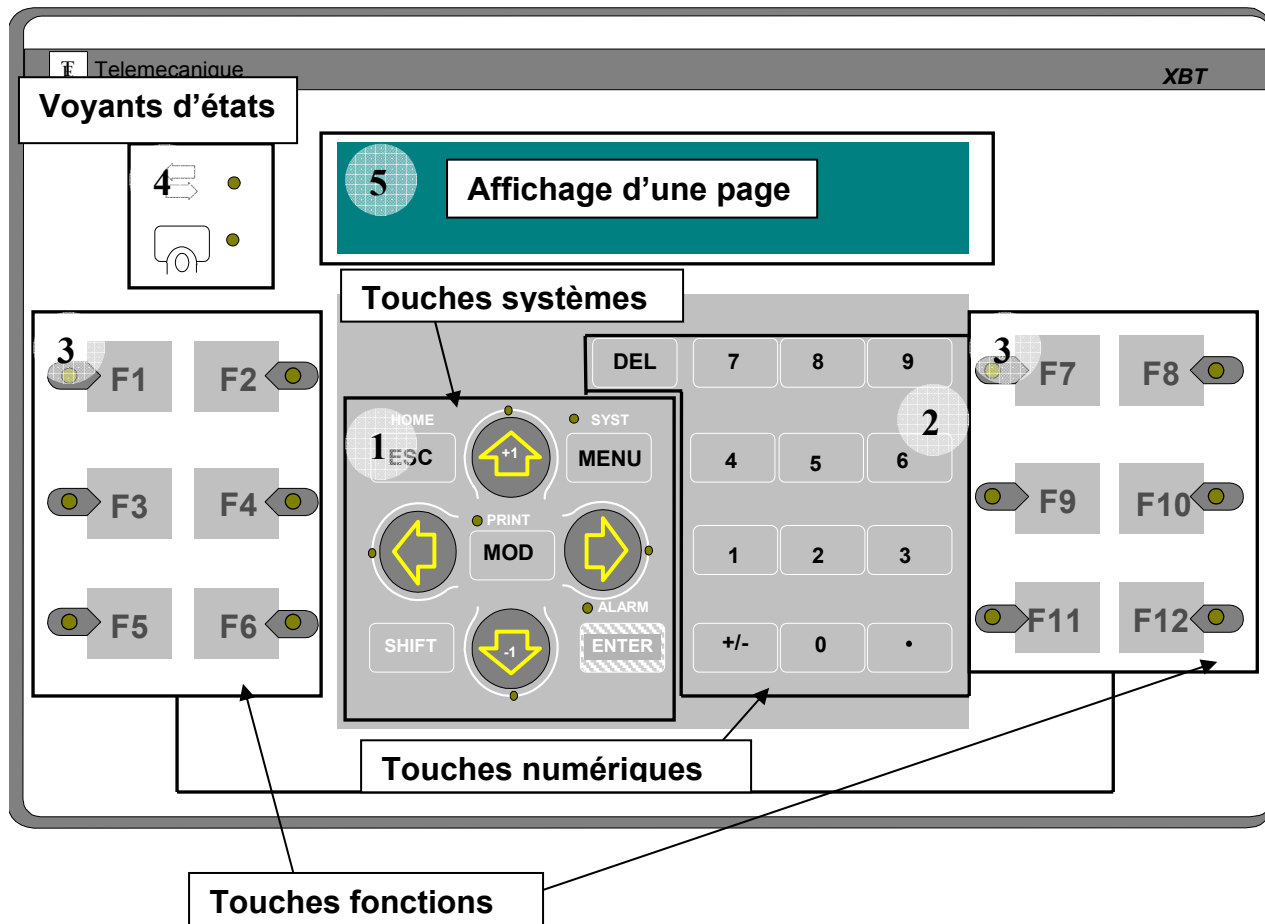 Telemecanique
XBT
Voyants d'états
4
5
Affichage d'une page
Touches systèmes
3
F1
F2
F3
F4
F5
F6
DEL
7
8
9
2
4
5
6
1
2
3
+/-
0
.
HOME
1
ESC
+1
SYST
MENU
PRINT
MOD
ALARM
SHIFT
-1
ENTER
3
F7
F8
F9
F10
F11
F12
Touches numériques
Touches fonctions